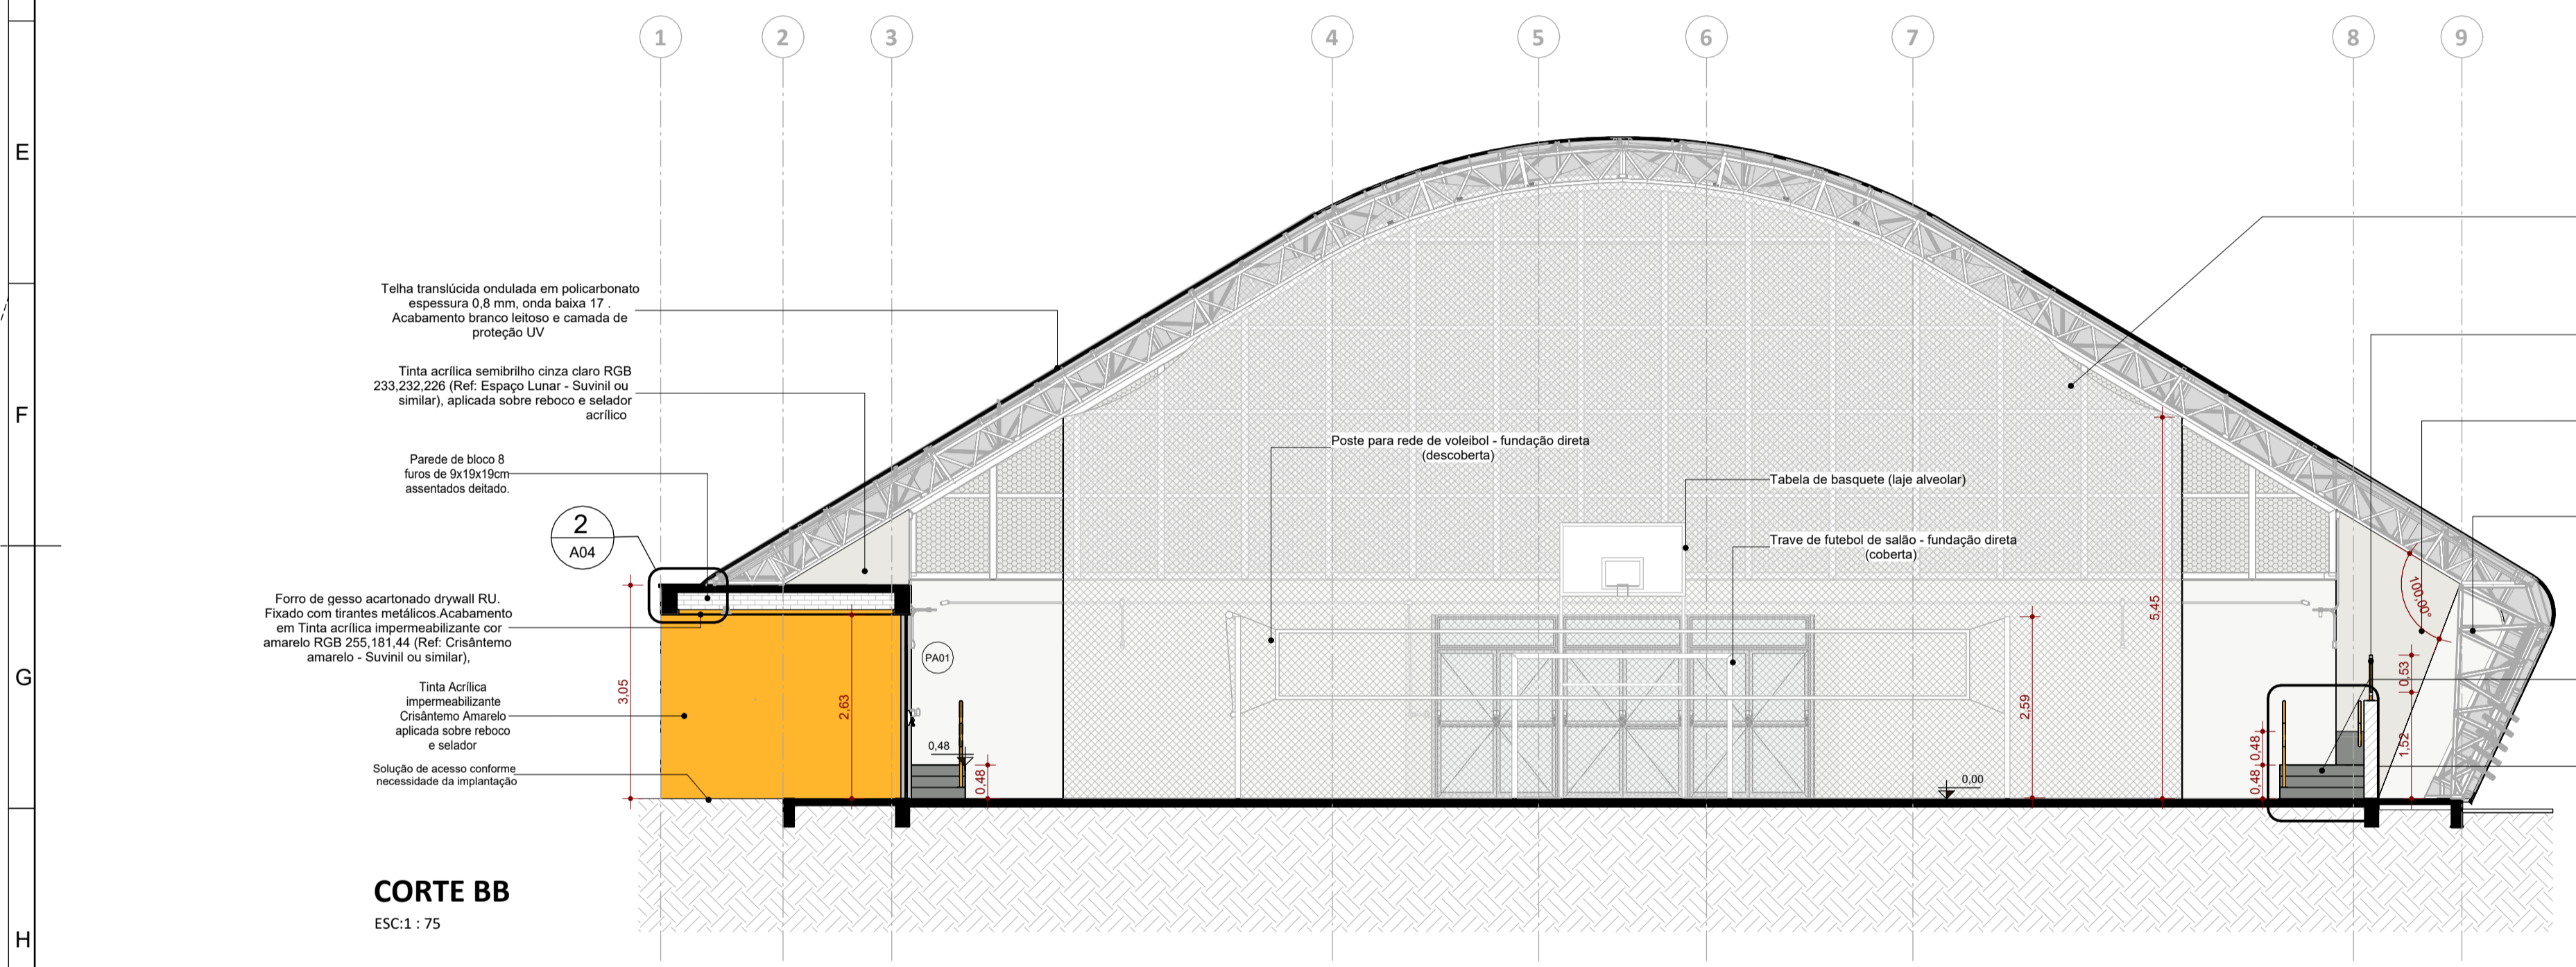 1
2
3
4
5
6
7
8
9
E
F
G
H
Telha translúcida ondulada em policarbonato
espessura 0,8 mm, onda baixa 17 .
Acabamento branco leitoso e camada de
proteção UV
Tinta acrílica semibrilho cinza claro RGB
233,232,226 (Ref: Espaço Lunar - Suvinil ou
similar), aplicada sobre reboco e selador
acrílico
Parede de bloco 8
furos de 9x19x19cm
assentados deitado.
2
A04
Forro de gesso acartonado drywall RU.
Fixado com tirantes metálicos.Acabamento
em Tinta acrílica impermeabilizante cor
amarelo RGB 255,181,44 (Ref: Crisântemo
amarelo - Suvinil ou similar),
Tinta Acrílica
impermeabilizante
Crisântemo Amarelo
aplicada sobre reboco
e selador
Solução de acesso conforme
necessidade da implantação
3,05
2,63
PA01
0,48
0,48
Poste para rede de voleibol - fundação direta
(descoberta)
Tabela de basquete (laje alveolar)
Trave de futebol de salão - fundação direta
(coberta)
0,00
2,59
5,45
0,48
0,48
100,00°
0,53
1,52
CORTE BB
ESC:1 : 75